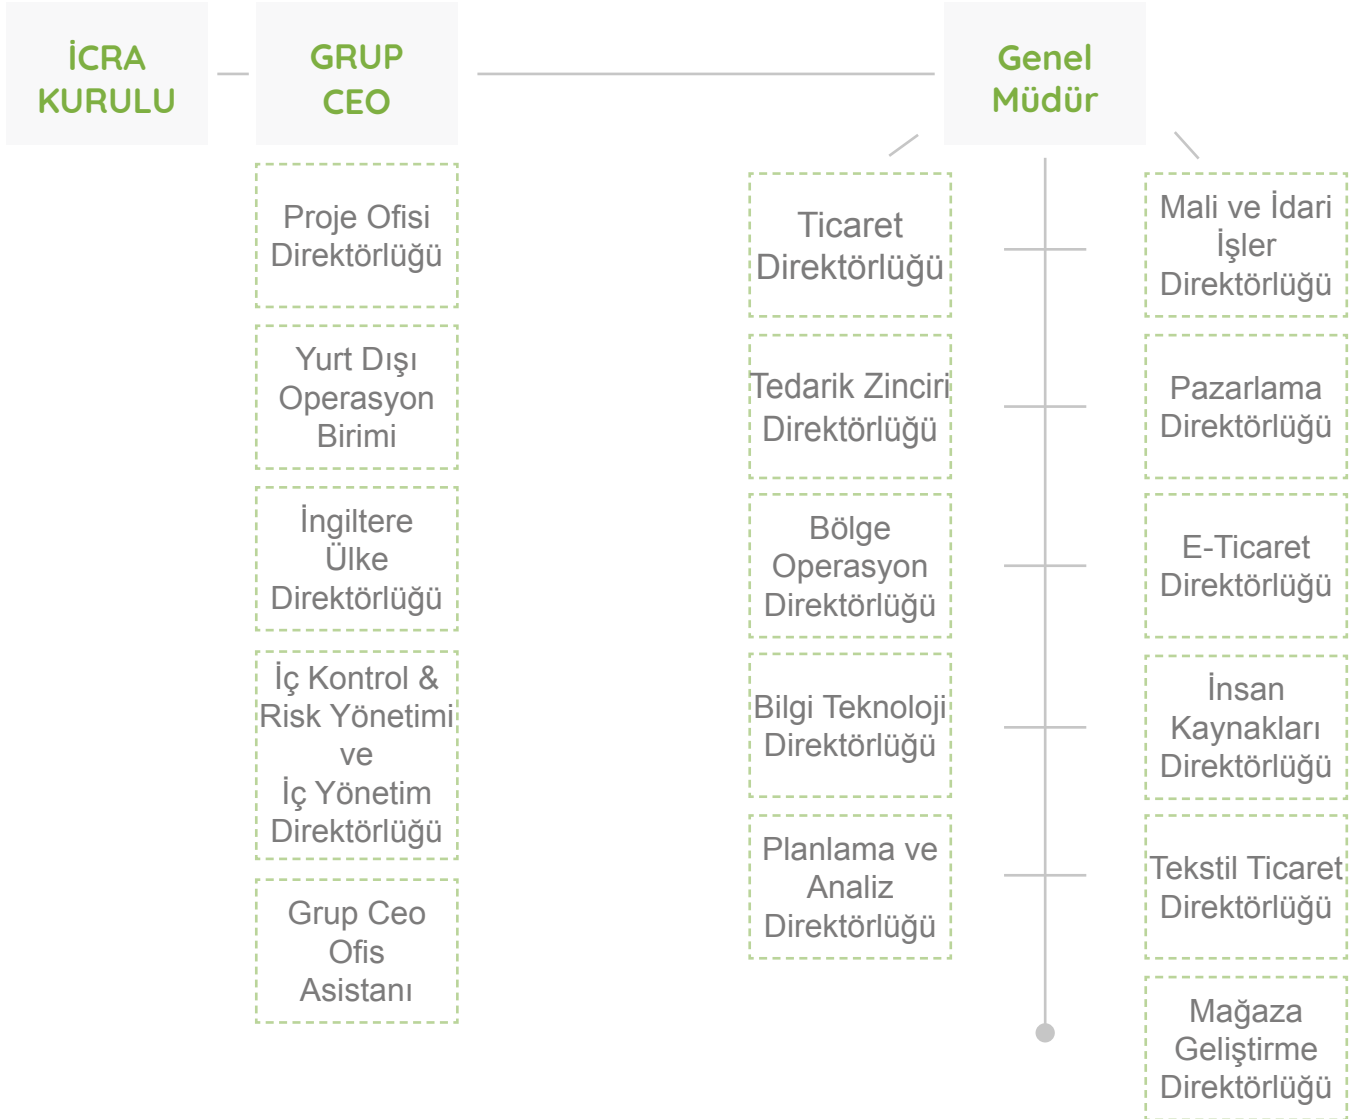 İCRA
KURULU
GRUP
CEO
Genel
Müdür
Proje Ofisi
Direktörlüğü
Yurt Dışı
Operasyon
Birimi
İngiltere
Ülke
Direktörlüğü
İç Kontrol &
Risk Yönetimi
ve
İç Yönetim
Direktörlüğü
Grup Ceo
Ofis
Asistanı
Ticaret
Direktörlüğü
Tedarik Zinciri
Direktörlüğü
Bölge
Operasyon
Direktörlüğü
Bilgi Teknoloji
Direktörlüğü
Planlama ve
Analiz
Direktörlüğü
Mali ve İdari
İşler
Direktörlüğü
Pazarlama
Direktörlüğü
E-Ticaret
Direktörlüğü
İnsan
Kaynakları
Direktörlüğü
Tekstil Ticaret
Direktörlüğü
Mağaza
Geliştirme
Direktörlüğü